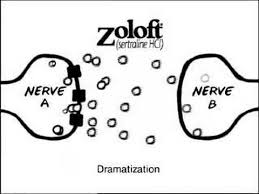 Zoloft®
(sertraline HCl)
NERVE
A
NERVE
B
Dramatization